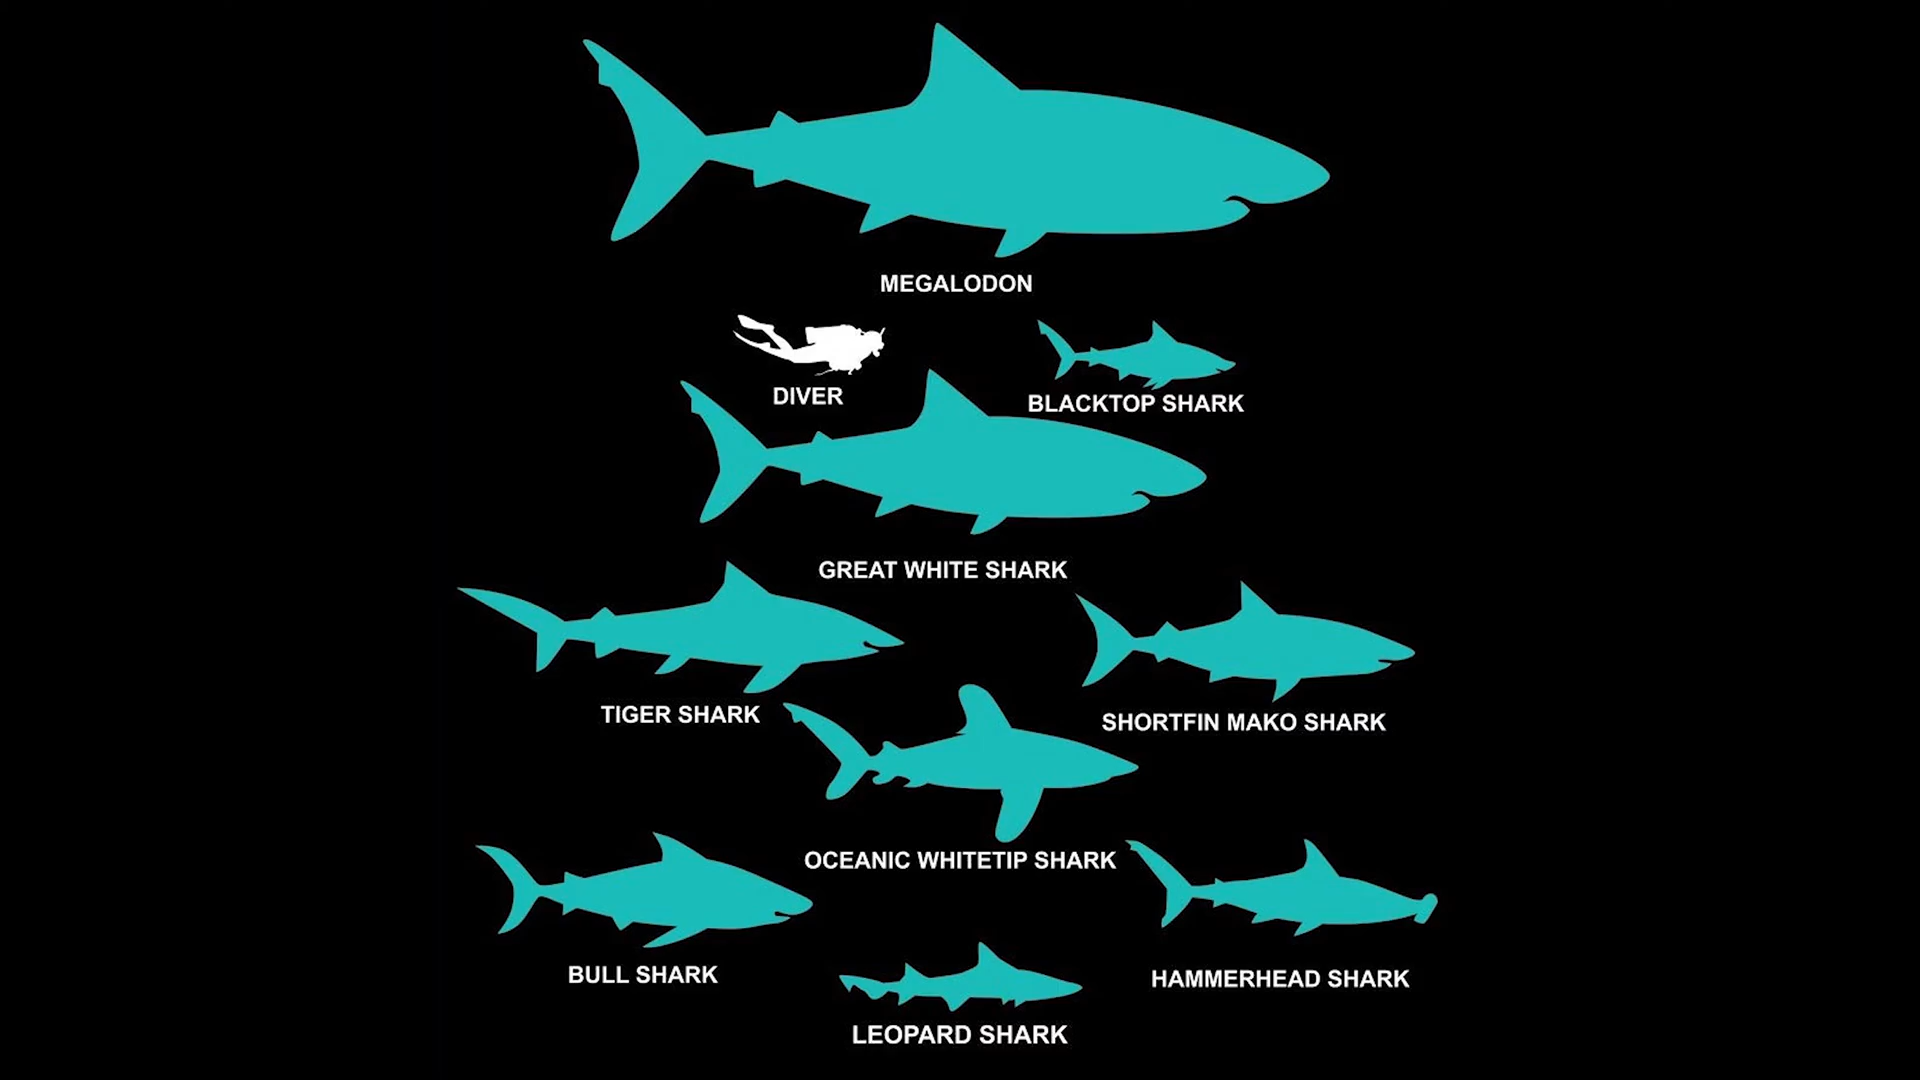 MEGALODON
DIVER
BLACKTOP SHARK
GREAT WHITE SHARK
TIGER SHARK
SHORTFIN MAKO SHARK
OCEANIC WHITETIP SHARK
BULL SHARK
HAMMERHEAD SHARK
LEOPARD SHARK